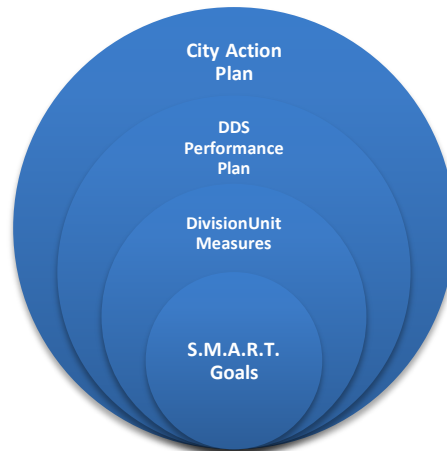 City Action
Plan
DDS
Performance
Plan
DivisionUnit
Measures
S.M.A.R.T.
Goals